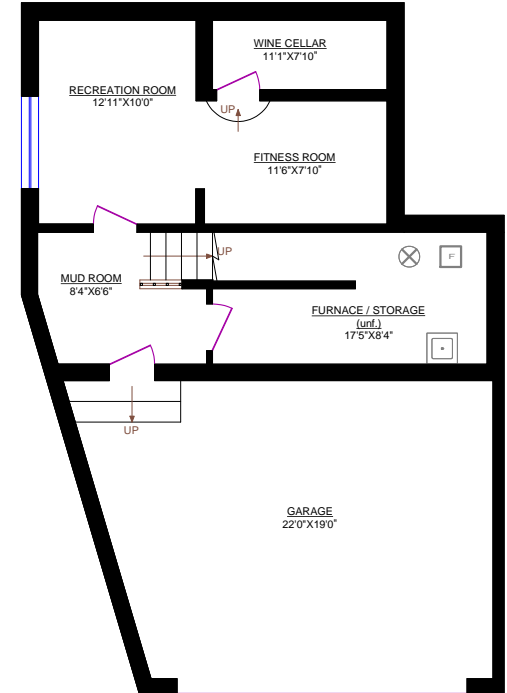 WINE CELLAR
11'1"X7'10"
RECREATION ROOM
12'11"X10'0"
UP
FITNESS ROOM
11'6"X7'10"
UP
F
MUD ROOM
8'4"X6'6"
FURNACE / STORAGE
(unf.)
17'5"X8'4"
UP
GARAGE
22'0"X19'0"